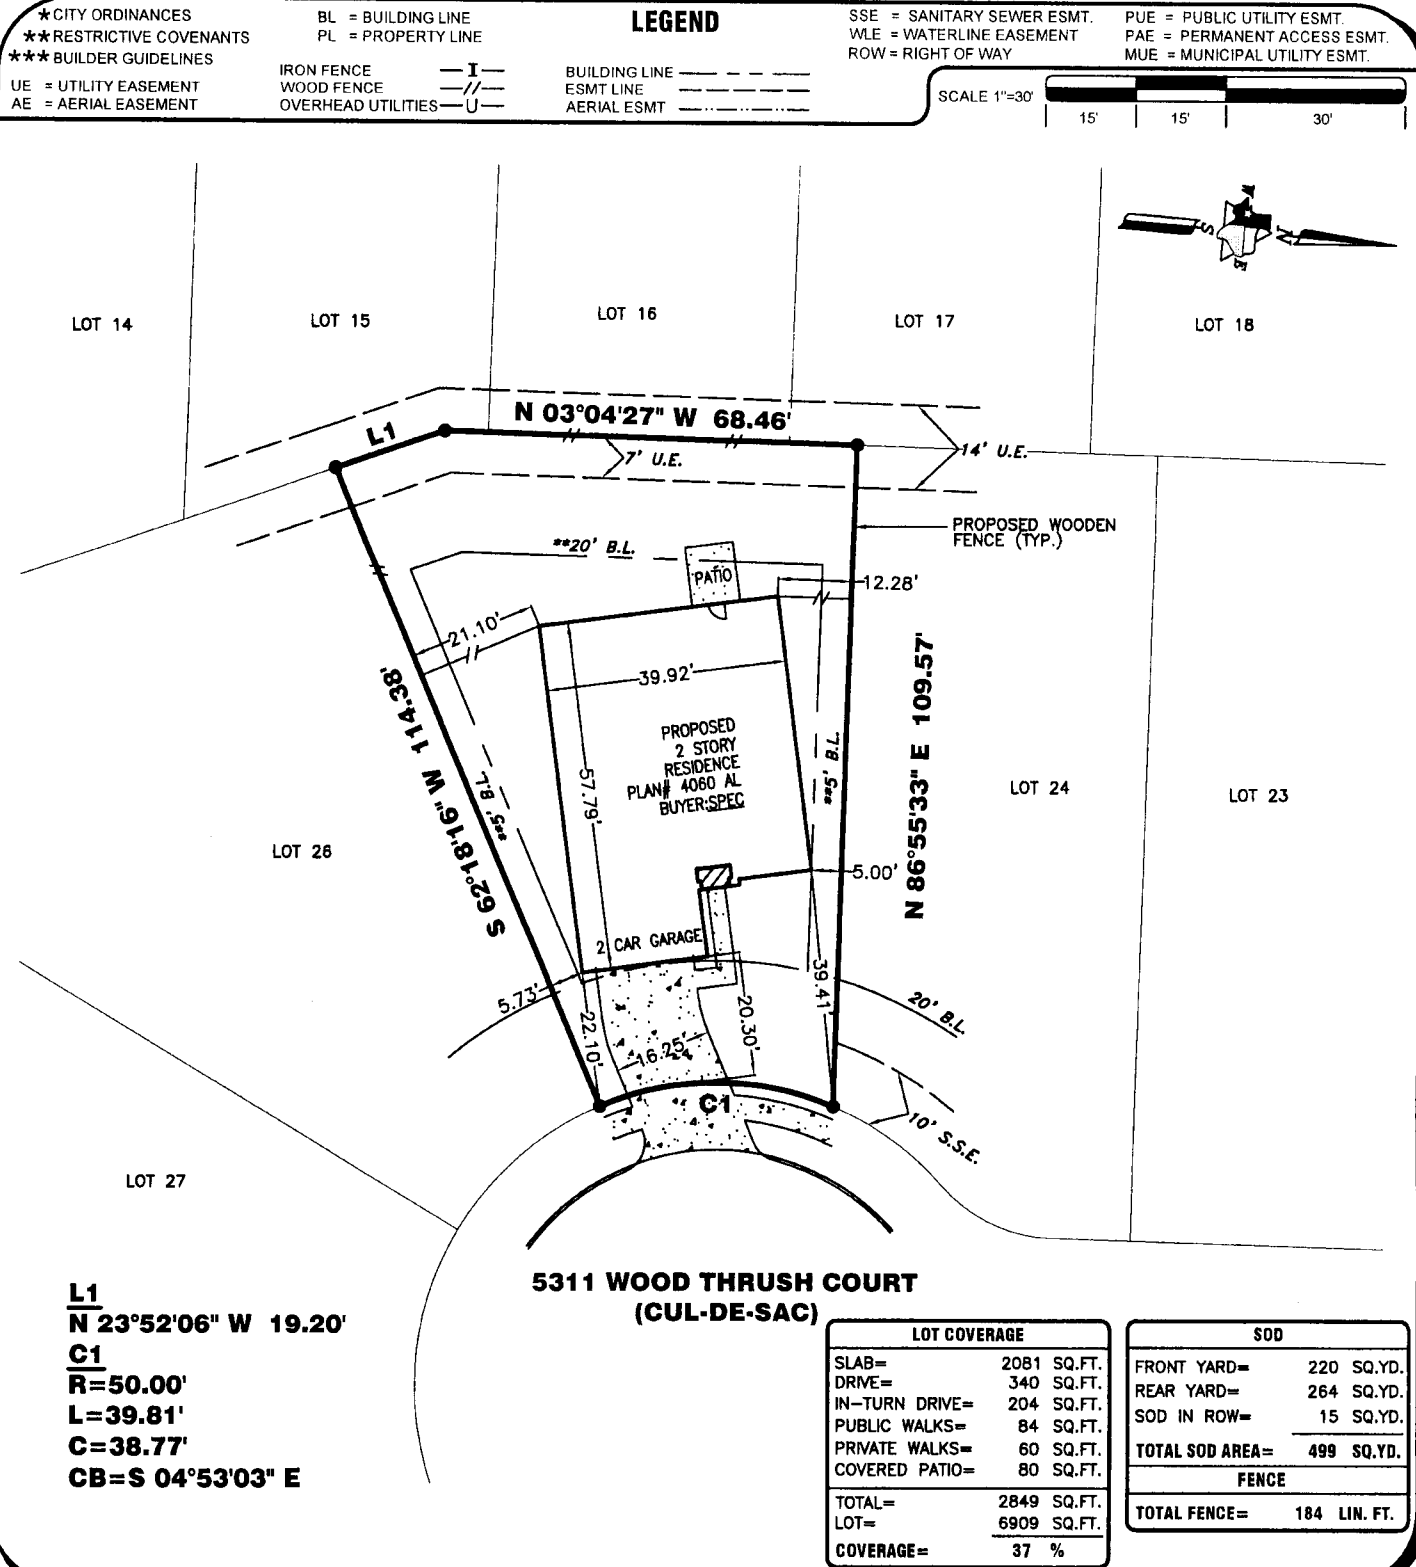 LEGEND
*CITY ORDINANCES
**RESTRICTIVE COVENANTS
***BUILDER GUIDELINES
UE = UTILITY EASEMENT
AE = AERIAL EASEMENT
BL = BUILDING LINE
PL = PROPERTY LINE
IRON FENCE I
WOOD FENCE //
OVERHEAD UTILITIES U
BUILDING LINE
ESMT LINE
AERIAL ESMT
SSE = SANITARY SEWER ESMT.
WLE = WATERLINE EASEMENT
ROW = RIGHT OF WAY
PUE = PUBLIC UTILITY ESMT.
PAE = PERMANENT ACCESS ESMT.
MUE = MUNICIPAL UTILITY ESMT.
SCALE 1"=30'
15' 15' 30'
W
S N
E
LOT 14 LOT 15 LOT 16 LOT 17 LOT 18
N 03°04'27" W 68.46'
L1
7' U.E.
14' U.E.
PROPOSED WOODEN
FENCE (TYP.)
**20' B.L.
PATIO
12.28'
21.10'
39.92'
S 62°18'16" W 114.38'
N 86°55'33" E 109.57'
PROPOSED
2 STORY
RESIDENCE
PLAN# 4060 AL
BUYER:SPEC
57.79'
**5' B.L.
**5' B.L.
LOT 24 LOT 23
LOT 26
5.00'
2 CAR GARAGE
39.41'
5.73'
22.10'
20.30'
16.25'
20' B.L.
C1
10' S.S.E.
LOT 27
5311 WOOD THRUSH COURT
(CUL-DE-SAC)
L1
N 23°52'06" W 19.20'
C1
R=50.00'
L=39.81'
C=38.77'
CB=S 04°53'03" E
LOT COVERAGE
SLAB= 2081 SQ.FT.
DRIVE= 340 SQ.FT.
IN-TURN DRIVE= 204 SQ.FT.
PUBLIC WALKS= 84 SQ.FT.
PRIVATE WALKS= 60 SQ.FT.
COVERED PATIO= 80 SQ.FT.
TOTAL= 2849 SQ.FT.
LOT= 6909 SQ.FT.
COVERAGE= 37 %
SOD
FRONT YARD= 220 SQ.YD.
REAR YARD= 264 SQ.YD.
SOD IN ROW= 15 SQ.YD.
TOTAL SOD AREA= 499 SQ.YD.
FENCE
TOTAL FENCE= 184 LIN. FT.